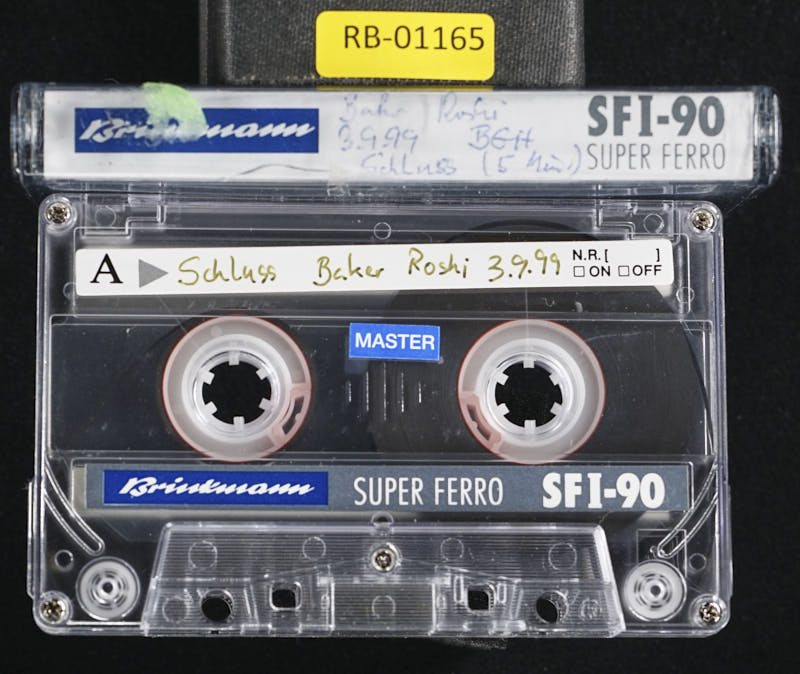 RB-01165
Brinkmann Baker Roshi SFI-90
3.9.99 BGH
Schluss (5 Min.) SUPER FERRO
A Schluss Baker Roshi 3.9.99 N.R.[ ]
ON OFF
MASTER
Brinkmann SUPER FERRO SFI-90